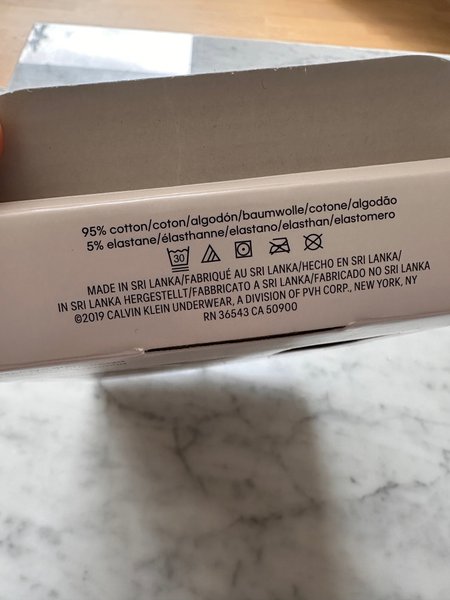 95% cotton/coton/algodón/baumwolle/cotone/algodão
5% elastane/élasthanne/elastano/elasthan/elastomero
30
MADE IN SRI LANKA/FABRIQUÉ AU SRI LANKA/HECHO EN SRI LANKA/
IN SRI LANKA HERGESTELLT/FABBRICATO A SRI LANKA/FABRICADO NO SRI LANKA
©2019 CALVIN KLEIN UNDERWEAR, A DIVISION OF PVH CORP., NEW YORK, NY
RN 36543 CA 50900